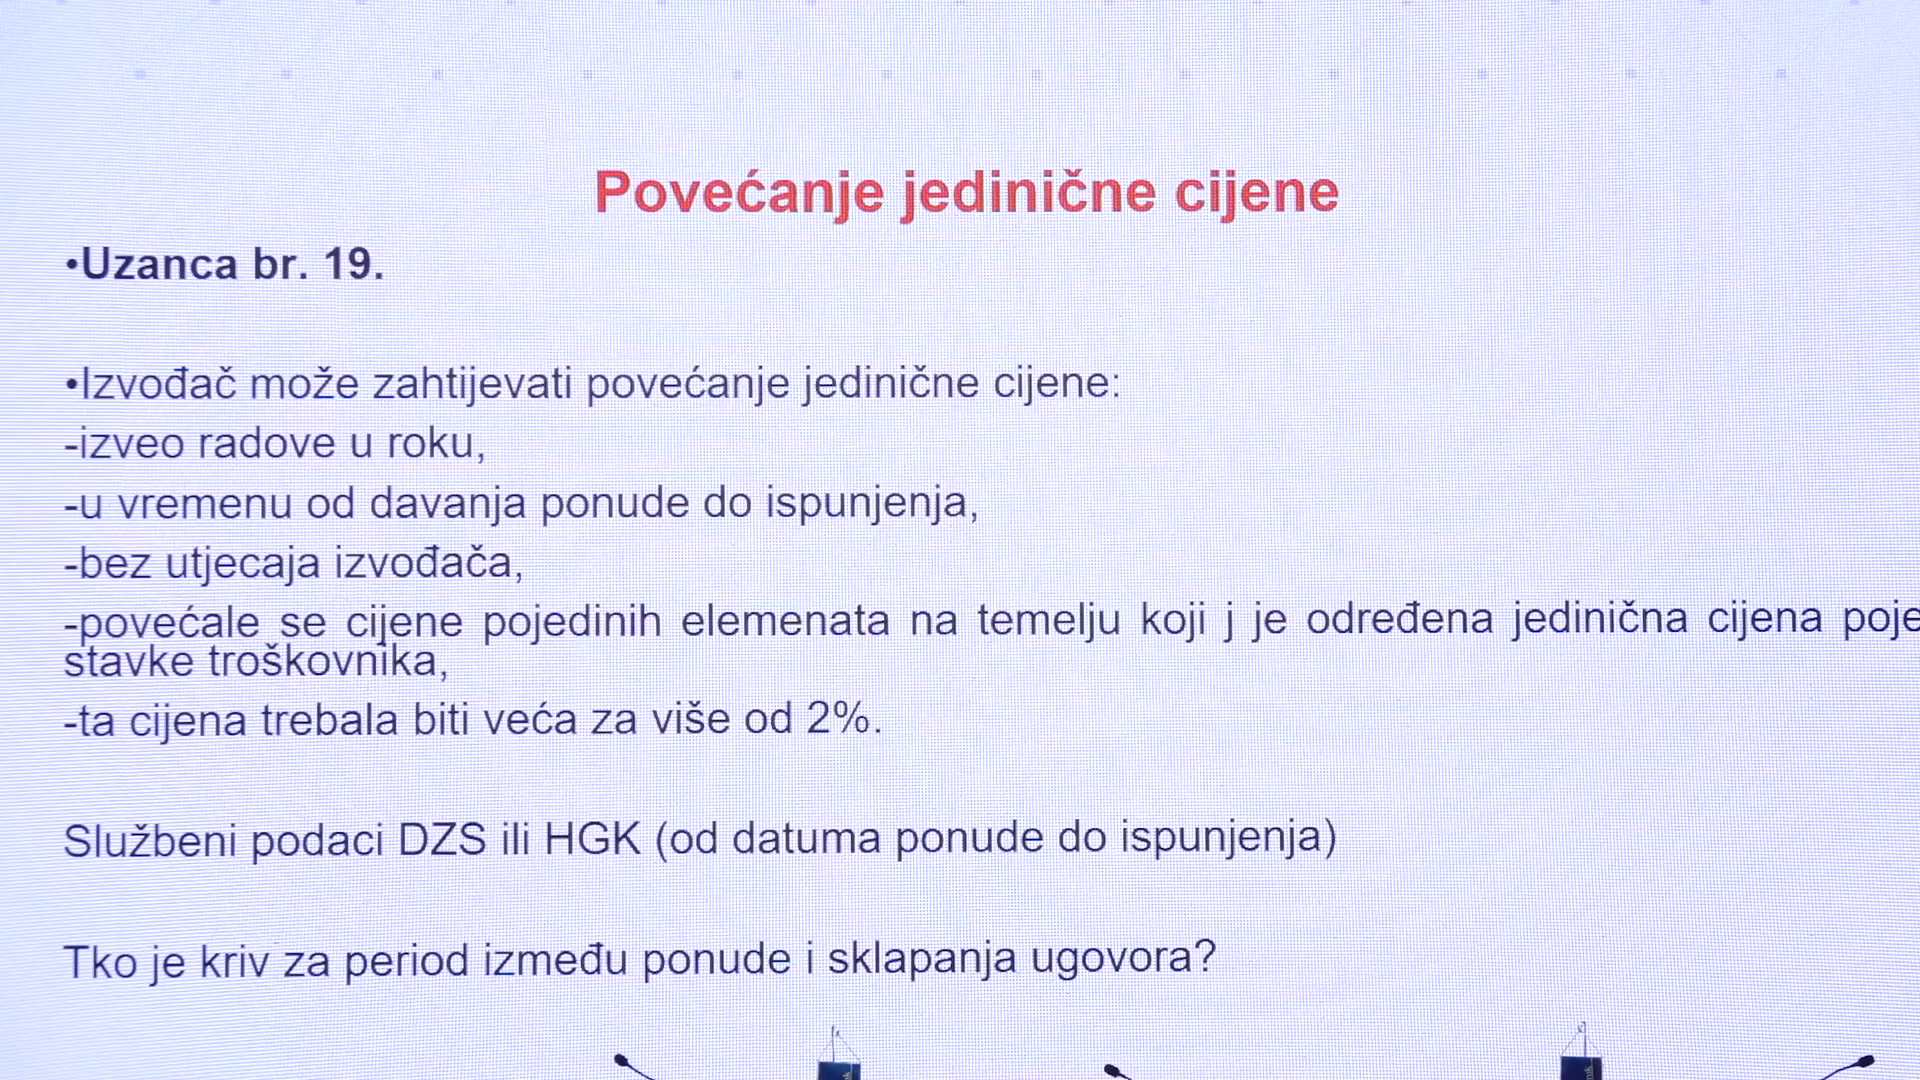 Povećanje jedinične cijene
•Uzanca br. 19.
•Izvođač može zahtijevati povećanje jedinične cijene:
-izveo radove u roku,
-u vremenu od davanja ponude do ispunjenja,
-bez utjecaja izvođača,
-povećale se cijene pojedinih elemenata na temelju koji j je određena jedinična cijena poje
stavke troškovnika,
-ta cijena trebala biti veća za više od 2%.
Službeni podaci DZS ili HGK (od datuma ponude do ispunjenja)
Tko je kriv za period između ponude i sklapanja ugovora?